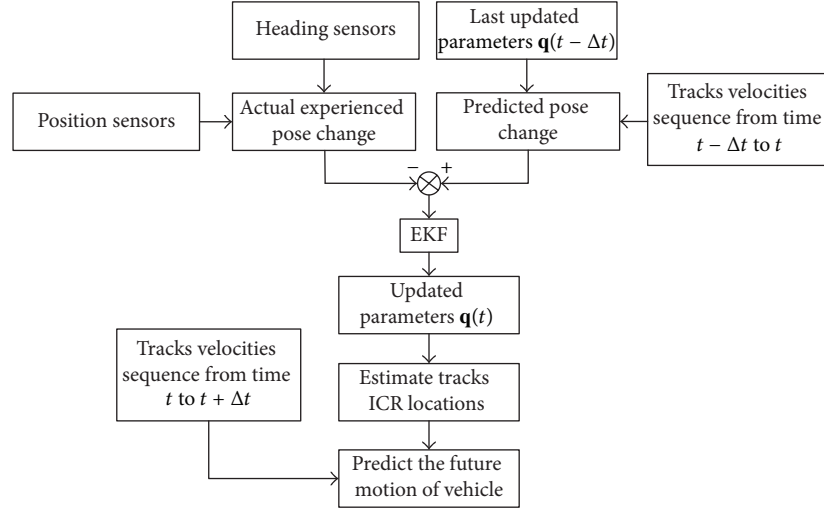 Heading sensors
Last updated
parameters q(t − Δt)
Position sensors
Actual experienced
pose change
Predicted pose
change
Tracks velocities
sequence from time
t − Δt to t
−
+
EKF
Updated
parameters q(t)
Tracks velocities
sequence from time
t to t + Δt
Estimate tracks
ICR locations
Predict the future
motion of vehicle